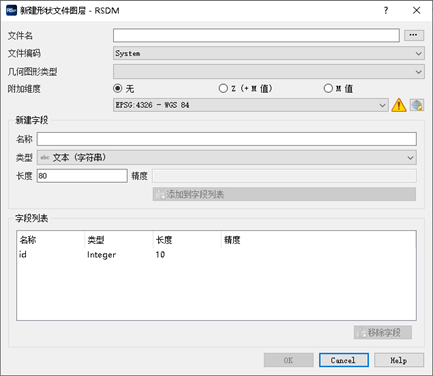 RS 新建形状文件图层 - RSDM
文件名
文件编码 System
几何图形类型
附加维度 无 Z (+ M 值) M 值
EPSG:4326 - WGS 84
新建字段
名称
类型 abc 文本 (字符串)
长度 80 精度
添加到字段列表
字段列表
名称 类型 长度 精度
id Integer 10
移除字段
OK Cancel Help